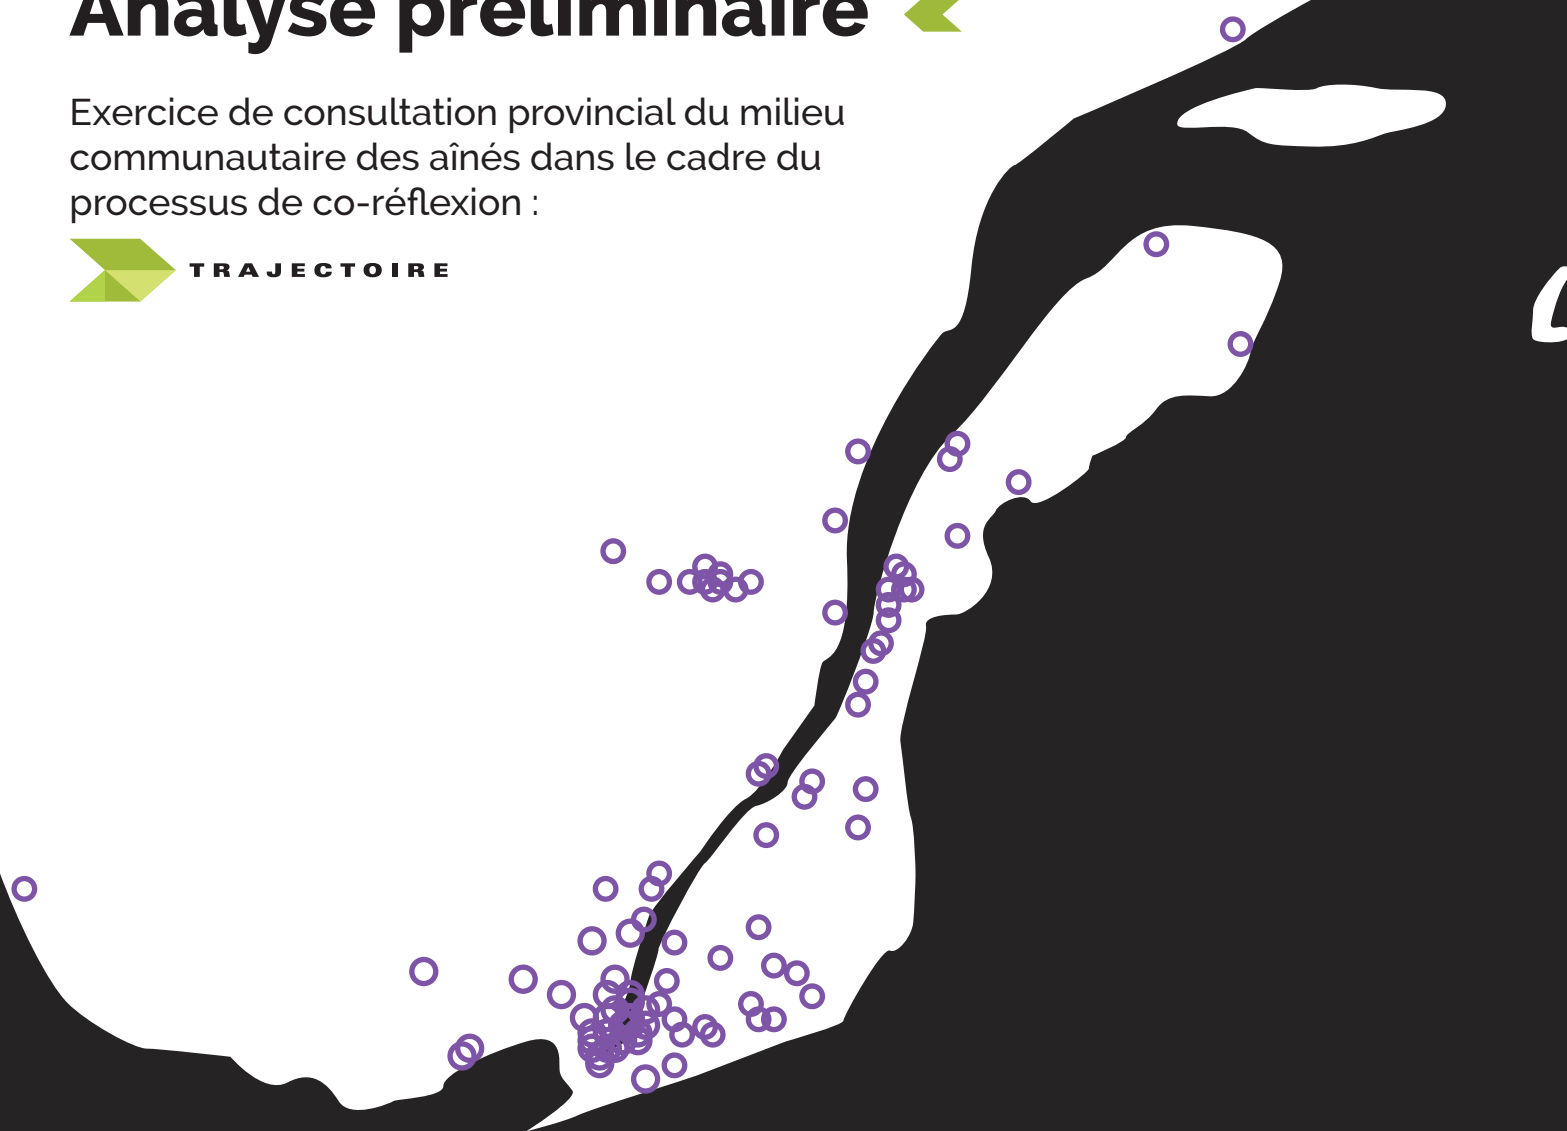 Analyse préliminaire
Exercice de consultation provincial du milieu
communautaire des aînés dans le cadre du
processus de co-réflexion :
TRAJECTOIRE